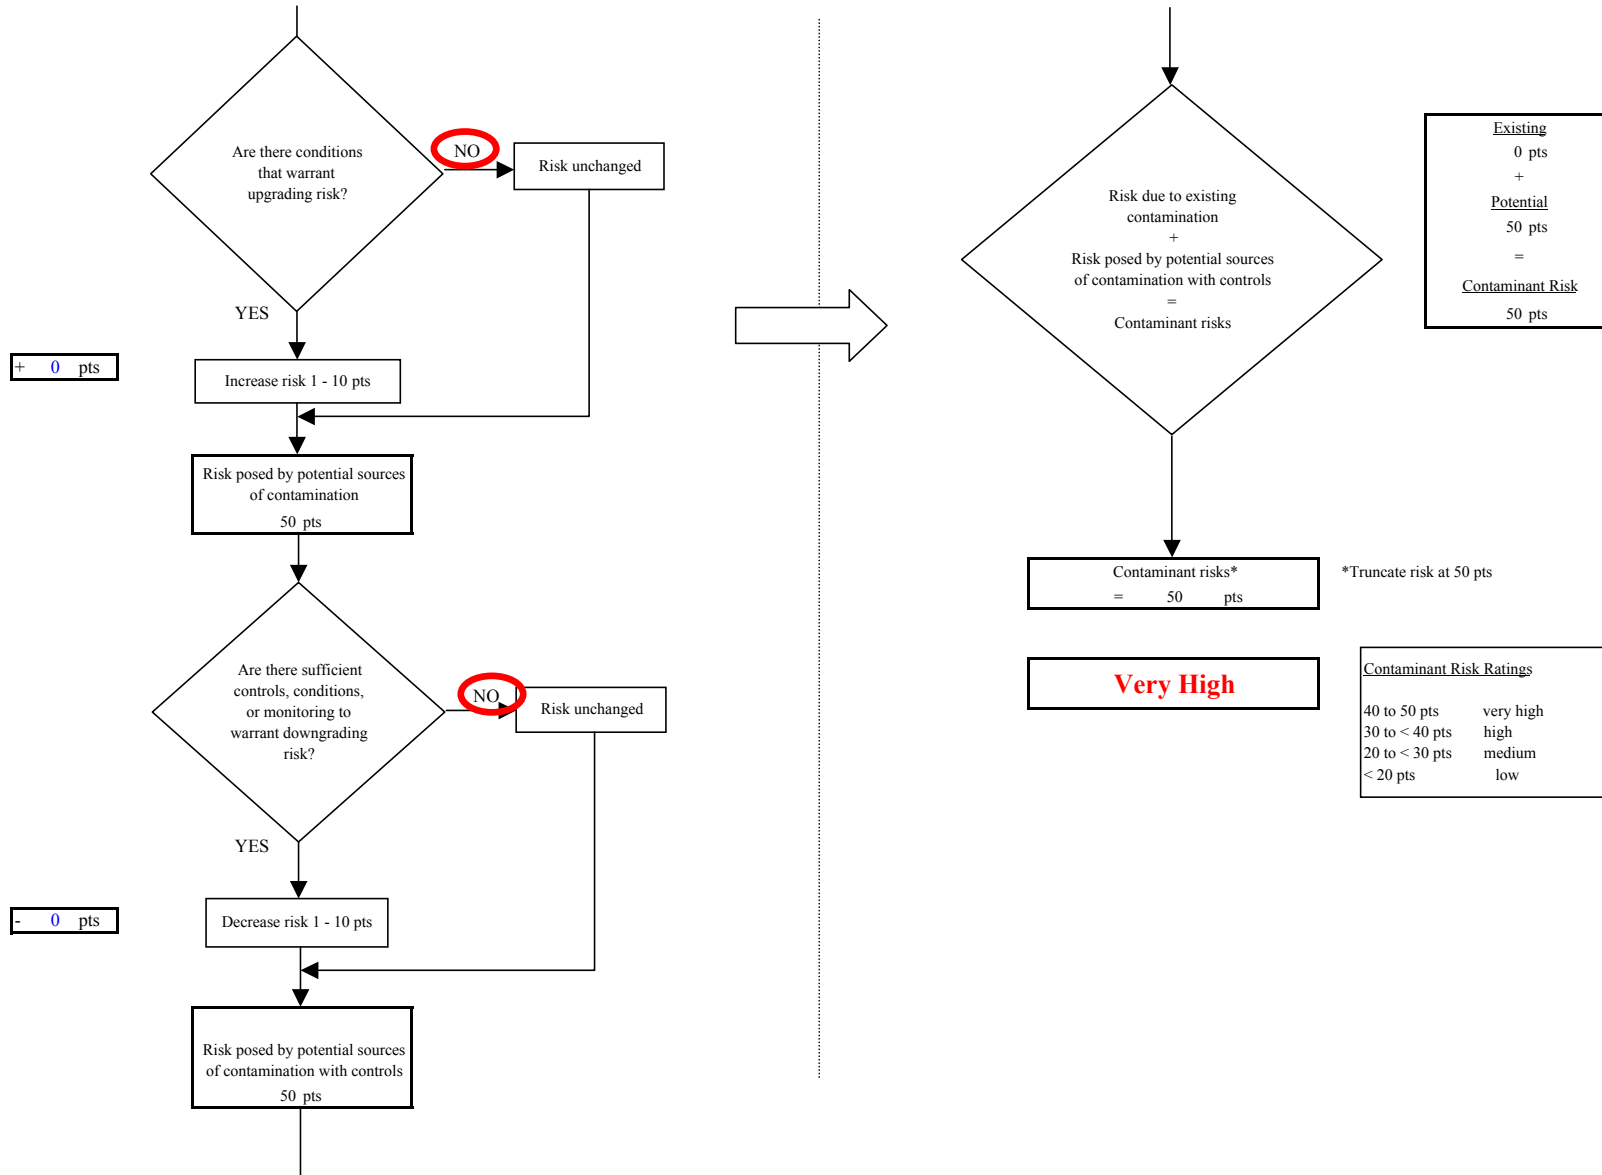 Are there conditions
that warrant
upgrading risk?
NO
Risk unchanged
YES
+ 0 pts
Increase risk 1 - 10 pts
Risk posed by potential sources
of contamination
50 pts
Are there sufficient
controls, conditions,
or monitoring to
warrant downgrading
risk?
NO
Risk unchanged
YES
- 0 pts
Decrease risk 1 - 10 pts
Risk posed by potential sources
of contamination with controls
50 pts
Risk due to existing
contamination
+
Risk posed by potential sources
of contamination with controls
=
Contaminant risks
Existing
0 pts
+
Potential
50 pts
=
Contaminant Risk
50 pts
Contaminant risks*
= 50 pts
*Truncate risk at 50 pts
Very High
Contaminant Risk Ratings
40 to 50 pts very high
30 to < 40 pts high
20 to < 30 pts medium
< 20 pts low